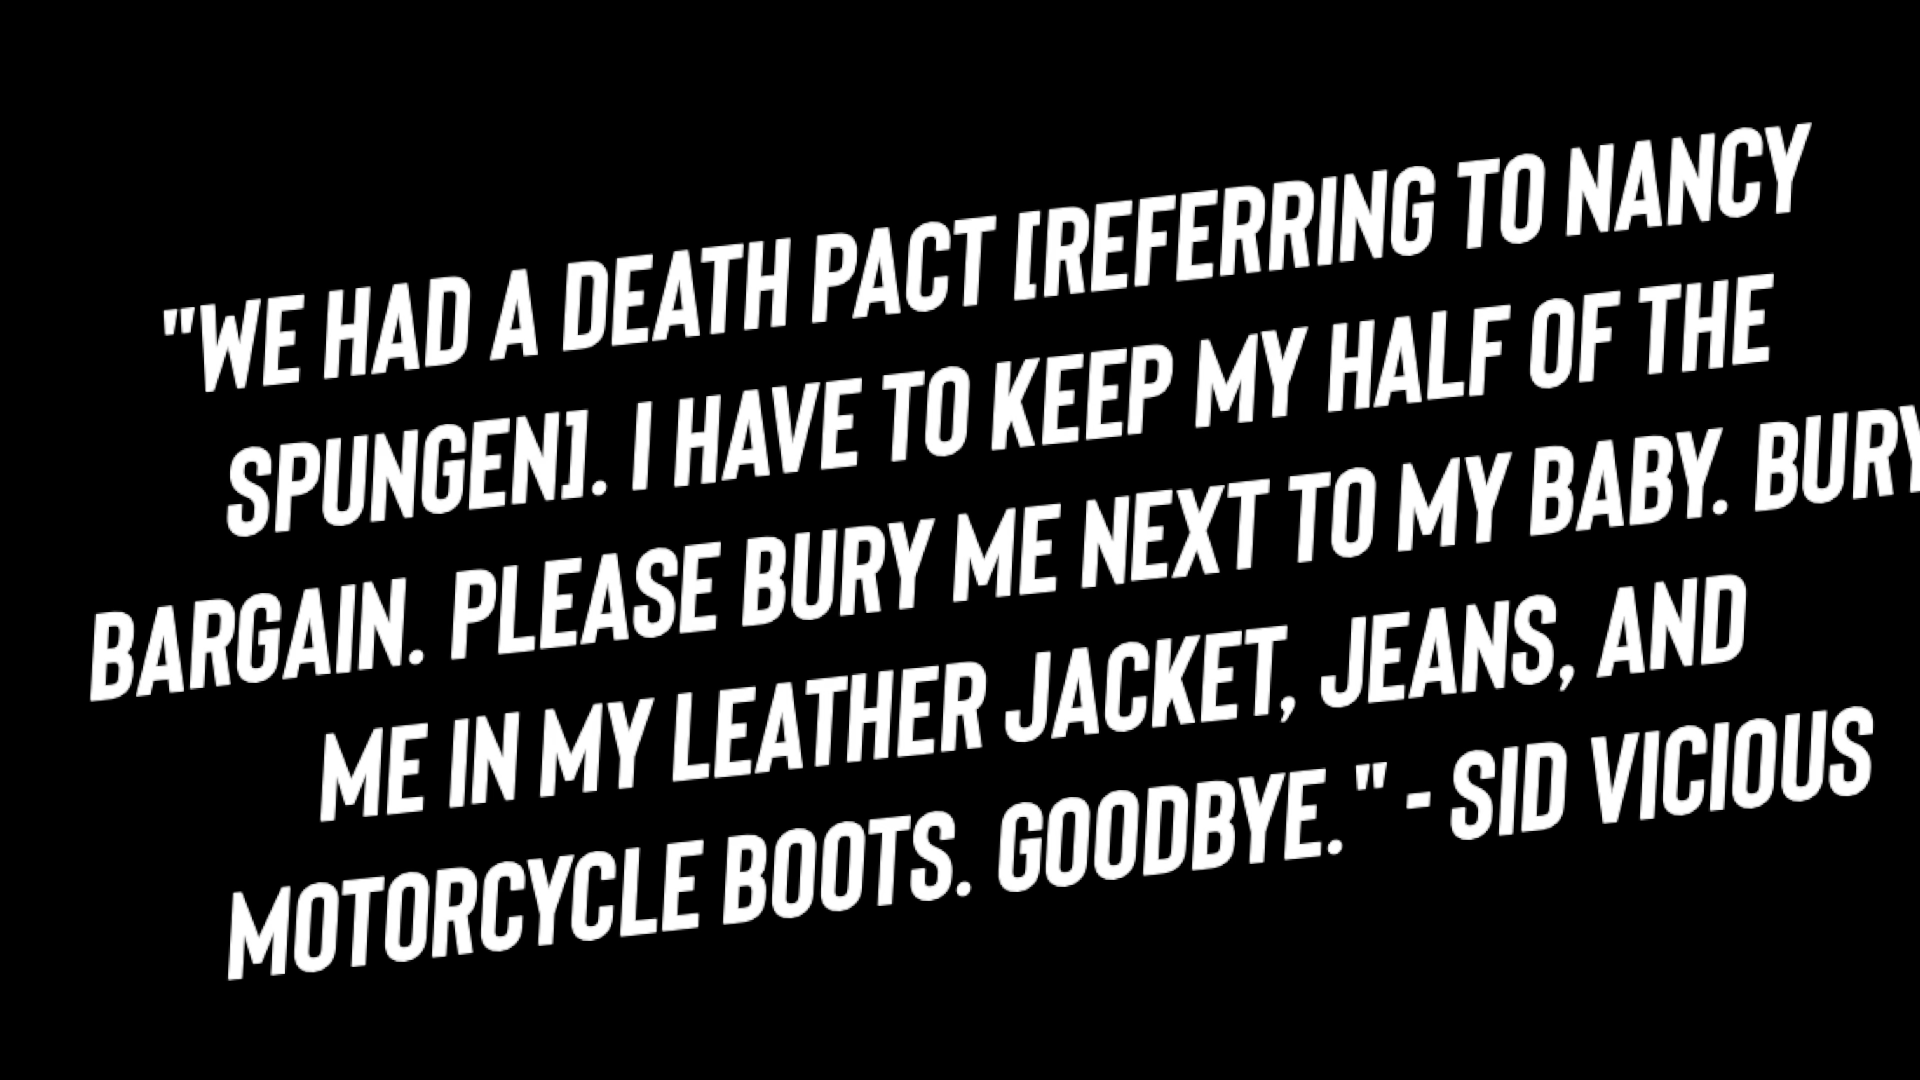 "WE HAD A DEATH PACT [REFERRING TO NANCY
SPUNGEN]. I HAVE TO KEEP MY HALF OF THE
BARGAIN. PLEASE BURY ME NEXT TO MY BABY. BURY
ME IN MY LEATHER JACKET, JEANS, AND
MOTORCYCLE BOOTS. GOODBYE." - SID VICIOUS